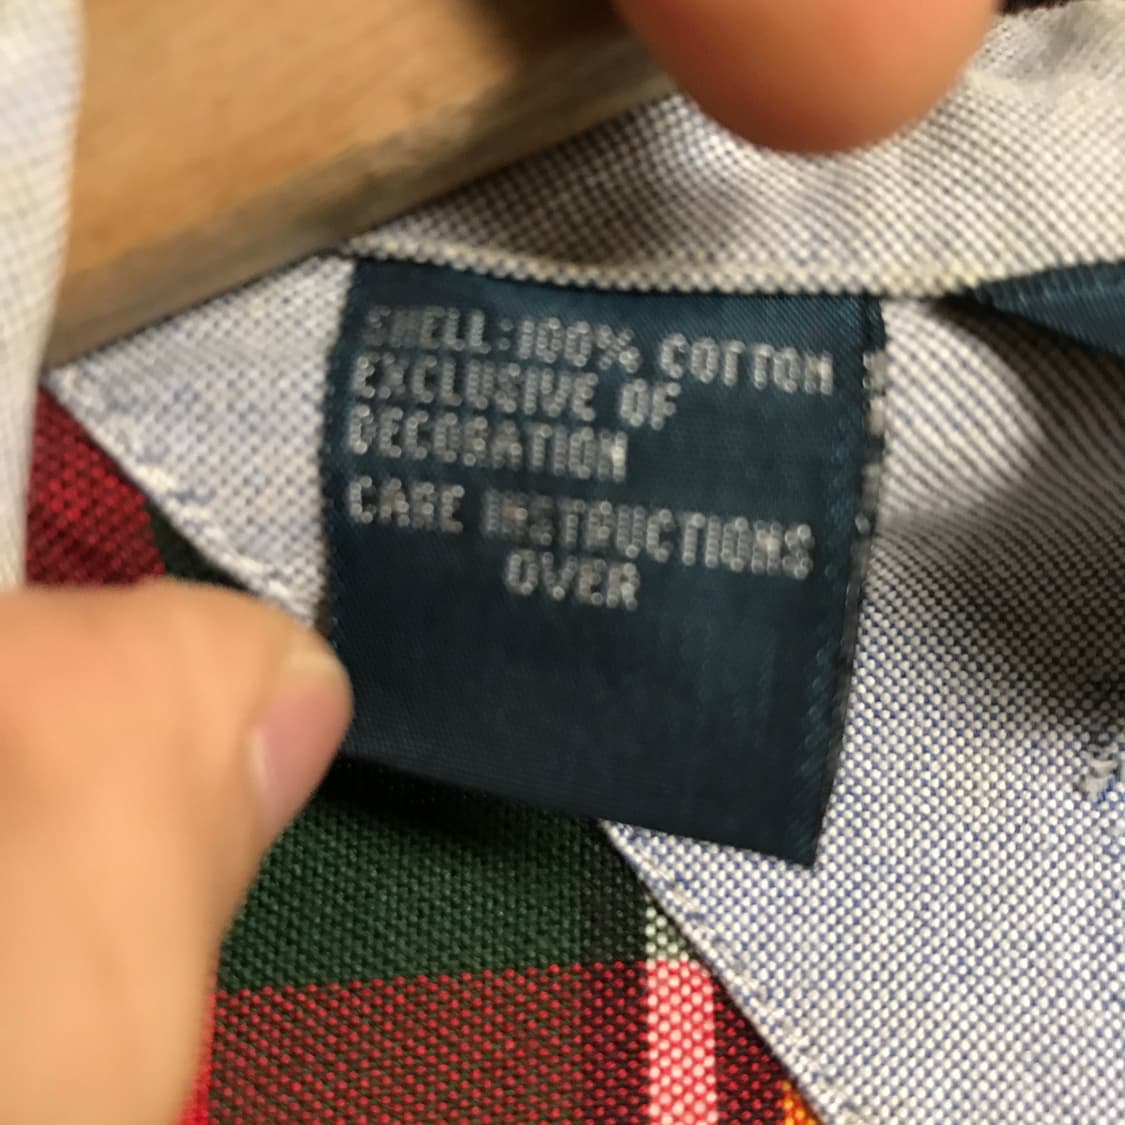 SHELL:100% COTTON
EXCLUSIVE OF
DECORATION
CARE INSTRUCTIONS
OVER